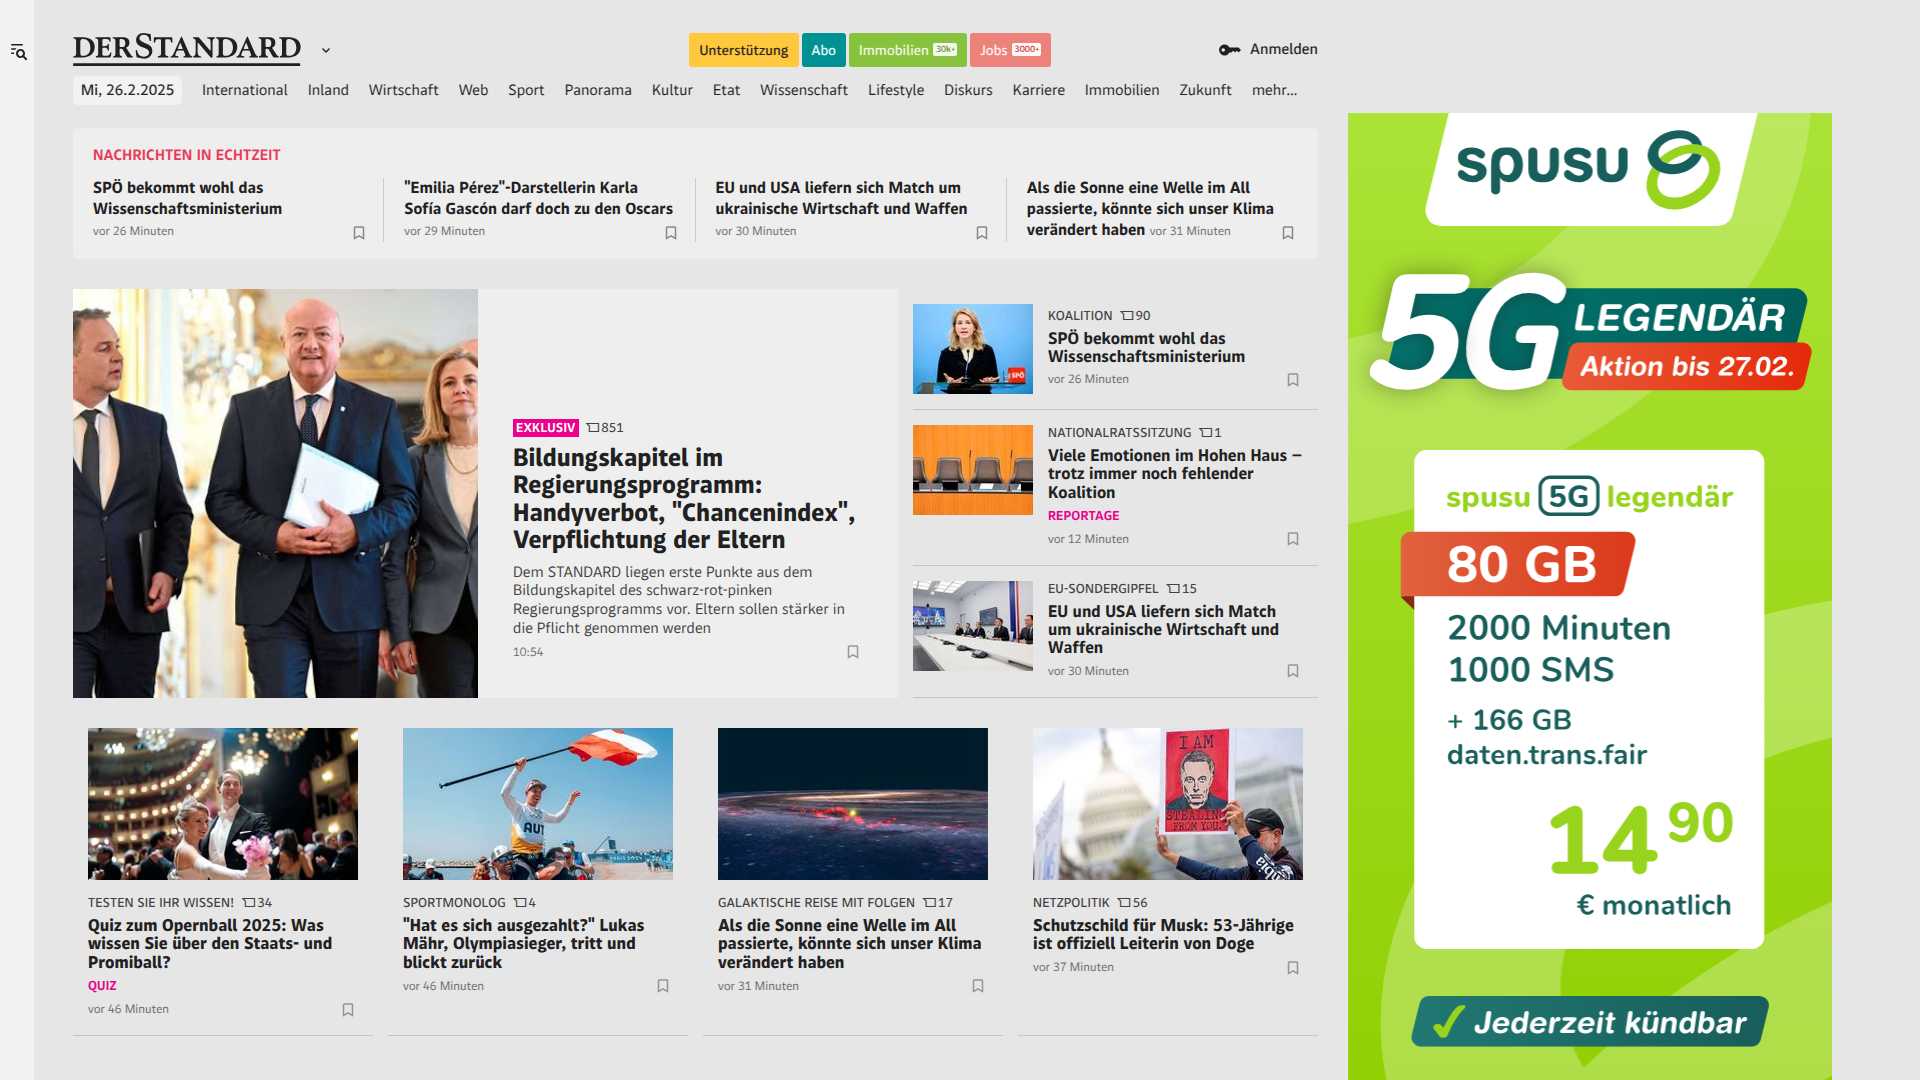 DERSTANDARD
Unterstützung
Abo
Immobilien 30k+
Jobs 3000+
Anmelden
Mi, 26.2.2025
International
Inland
Wirtschaft
Web
Sport
Panorama
Kultur
Etat
Wissenschaft
Lifestyle
Diskurs
Karriere
Immobilien
Zukunft
mehr...
NACHRICHTEN IN ECHTZEIT
SPÖ bekommt wohl das
Wissenschaftsministerium
vor 26 Minuten
"Emilia Pérez"-Darstellerin Karla
Sofía Gascón darf doch zu den Oscars
vor 29 Minuten
EU und USA liefern sich Match um
ukrainische Wirtschaft und Waffen
vor 30 Minuten
Als die Sonne eine Welle im All
passierte, könnte sich unser Klima
verändert haben vor 31 Minuten
EXKLUSIV 851
Bildungskapitel im
Regierungsprogramm:
Handyverbot, "Chancenindex",
Verpflichtung der Eltern
Dem STANDARD liegen erste Punkte aus dem
Bildungskapitel des schwarz-rot-pinken
Regierungsprogramms vor. Eltern sollen stärker in
die Pflicht genommen werden
10:54
SPÖ
KOALITION 90
SPÖ bekommt wohl das
Wissenschaftsministerium
vor 26 Minuten
NATIONALRATSSITZUNG 1
Viele Emotionen im Hohen Haus –
trotz immer noch fehlender
Koalition
REPORTAGE
vor 12 Minuten
EU-SONDERGIPFEL 15
EU und USA liefern sich Match
um ukrainische Wirtschaft und
Waffen
vor 30 Minuten
TESTEN SIE IHR WISSEN! 34
Quiz zum Opernball 2025: Was
wissen Sie über den Staats- und
Promiball?
QUIZ
vor 46 Minuten
AUT
SPORTMONOLOG 4
"Hat es sich ausgezahlt?" Lukas
Mähr, Olympiasieger, tritt und
blickt zurück
vor 46 Minuten
GALAKTISCHE REISE MIT FOLGEN 17
Als die Sonne eine Welle im All
passierte, könnte sich unser Klima
verändert haben
vor 31 Minuten
I AM
STEALING
FROM YOU.
NETZPOLITIK 56
Schutzschild für Musk: 53-Jährige
ist offiziell Leiterin von Doge
vor 37 Minuten
spusu
5G LEGENDÄR
Aktion bis 27.02.
spusu 5G legendär
80 GB
2000 Minuten
1000 SMS
+ 166 GB
daten.trans.fair
14 90
€ monatlich
Jederzeit kündbar